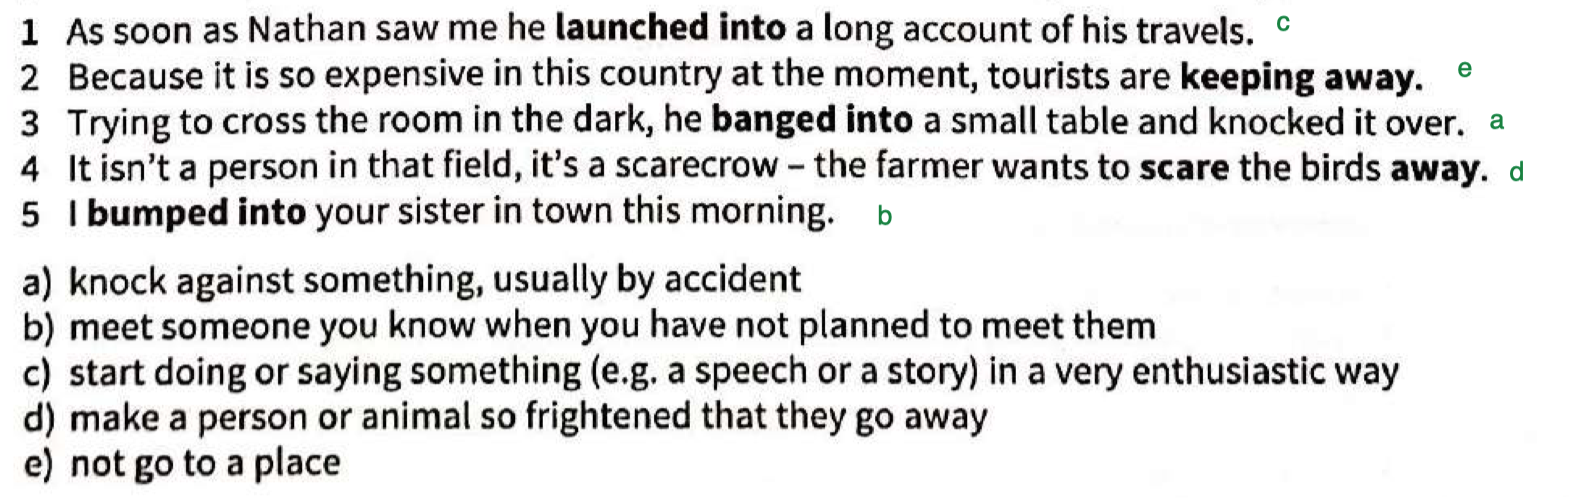 1 As soon as Nathan saw me he launched into a long account of his travels. c
2 Because it is so expensive in this country at the moment, tourists are keeping away. e
3 Trying to cross the room in the dark, he banged into a small table and knocked it over. a
4 It isn't a person in that field, it's a scarecrow – the farmer wants to scare the birds away. d
5 I bumped into your sister in town this morning. b
a) knock against something, usually by accident
b) meet someone you know when you have not planned to meet them
c) start doing or saying something (e.g. a speech or a story) in a very enthusiastic way
d) make a person or animal so frightened that they go away
e) not go to a place